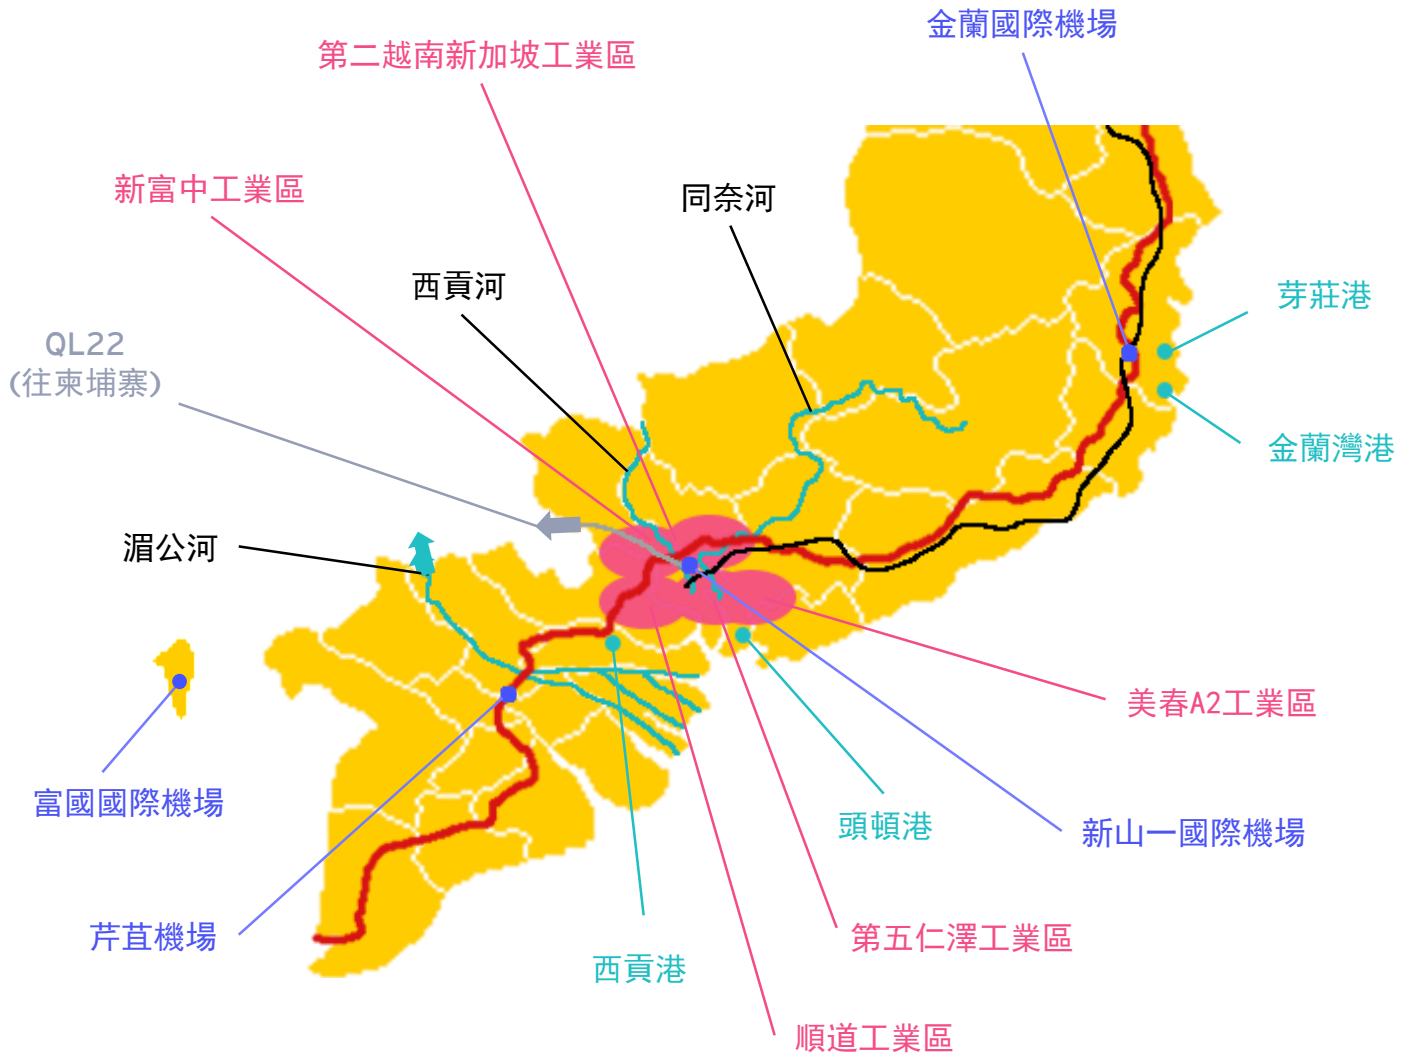 金蘭國際機場
第二越南新加坡工業區
新富中工業區
同奈河
西貢河
芽莊港
QL22
(往柬埔寨)
金蘭灣港
湄公河
美春A2工業區
富國國際機場
頭頓港
新山一國際機場
芹苴機場
第五仁澤工業區
西貢港
順道工業區